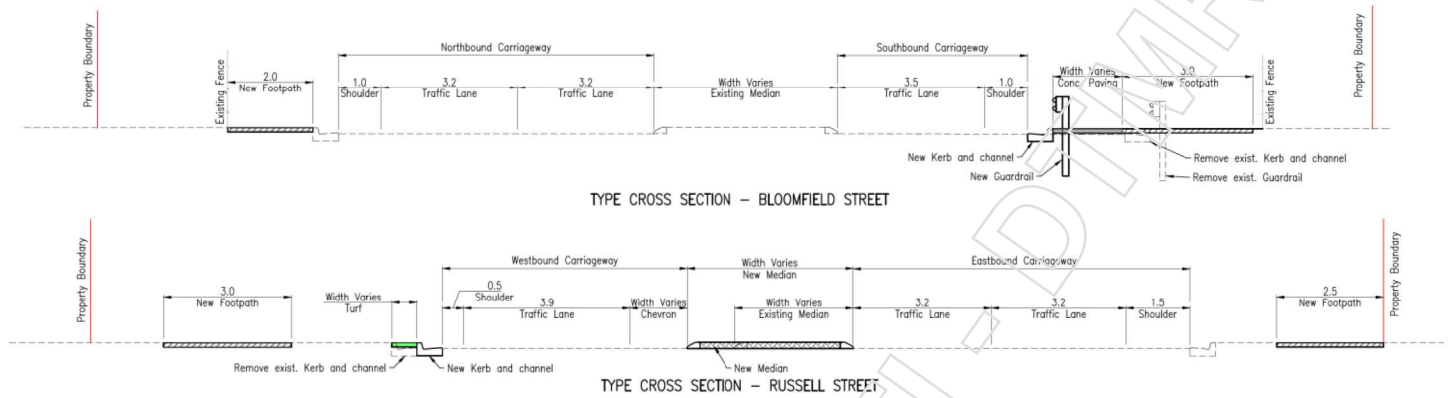 Property Boundary
Existing Fence
2.0
New Footpath
Northbound Carriageway
1.0
Shoulder
3.2
Traffic Lane
3.2
Traffic Lane
Width Varies
Existing Median
Southbound Carriageway
3.5
Traffic Lane
1.0
Shoulder
Width Varies
Conc. Paving
3.0
New Footpath
Existing Fence
Property Boundary
New Kerb and channel
New Guardrail
Remove exist. Kerb and channel
Remove exist. Guardrail
TYPE CROSS SECTION – BLOOMFIELD STREET
Property Boundary
3.0
New Footpath
Width Varies
Turf
Westbound Carriageway
0.5
Shoulder
3.9
Traffic Lane
Width Varies
Chevron
Width Varies
New Median
Width Varies
Existing Median
Eastbound Carriageway
3.2
Traffic Lane
3.2
Traffic Lane
1.5
Shoulder
2.5
New Footpath
Property Boundary
Remove exist. Kerb and channel
New Kerb and channel
New Median
TYPE CROSS SECTION – RUSSELL STREET
- DTMR